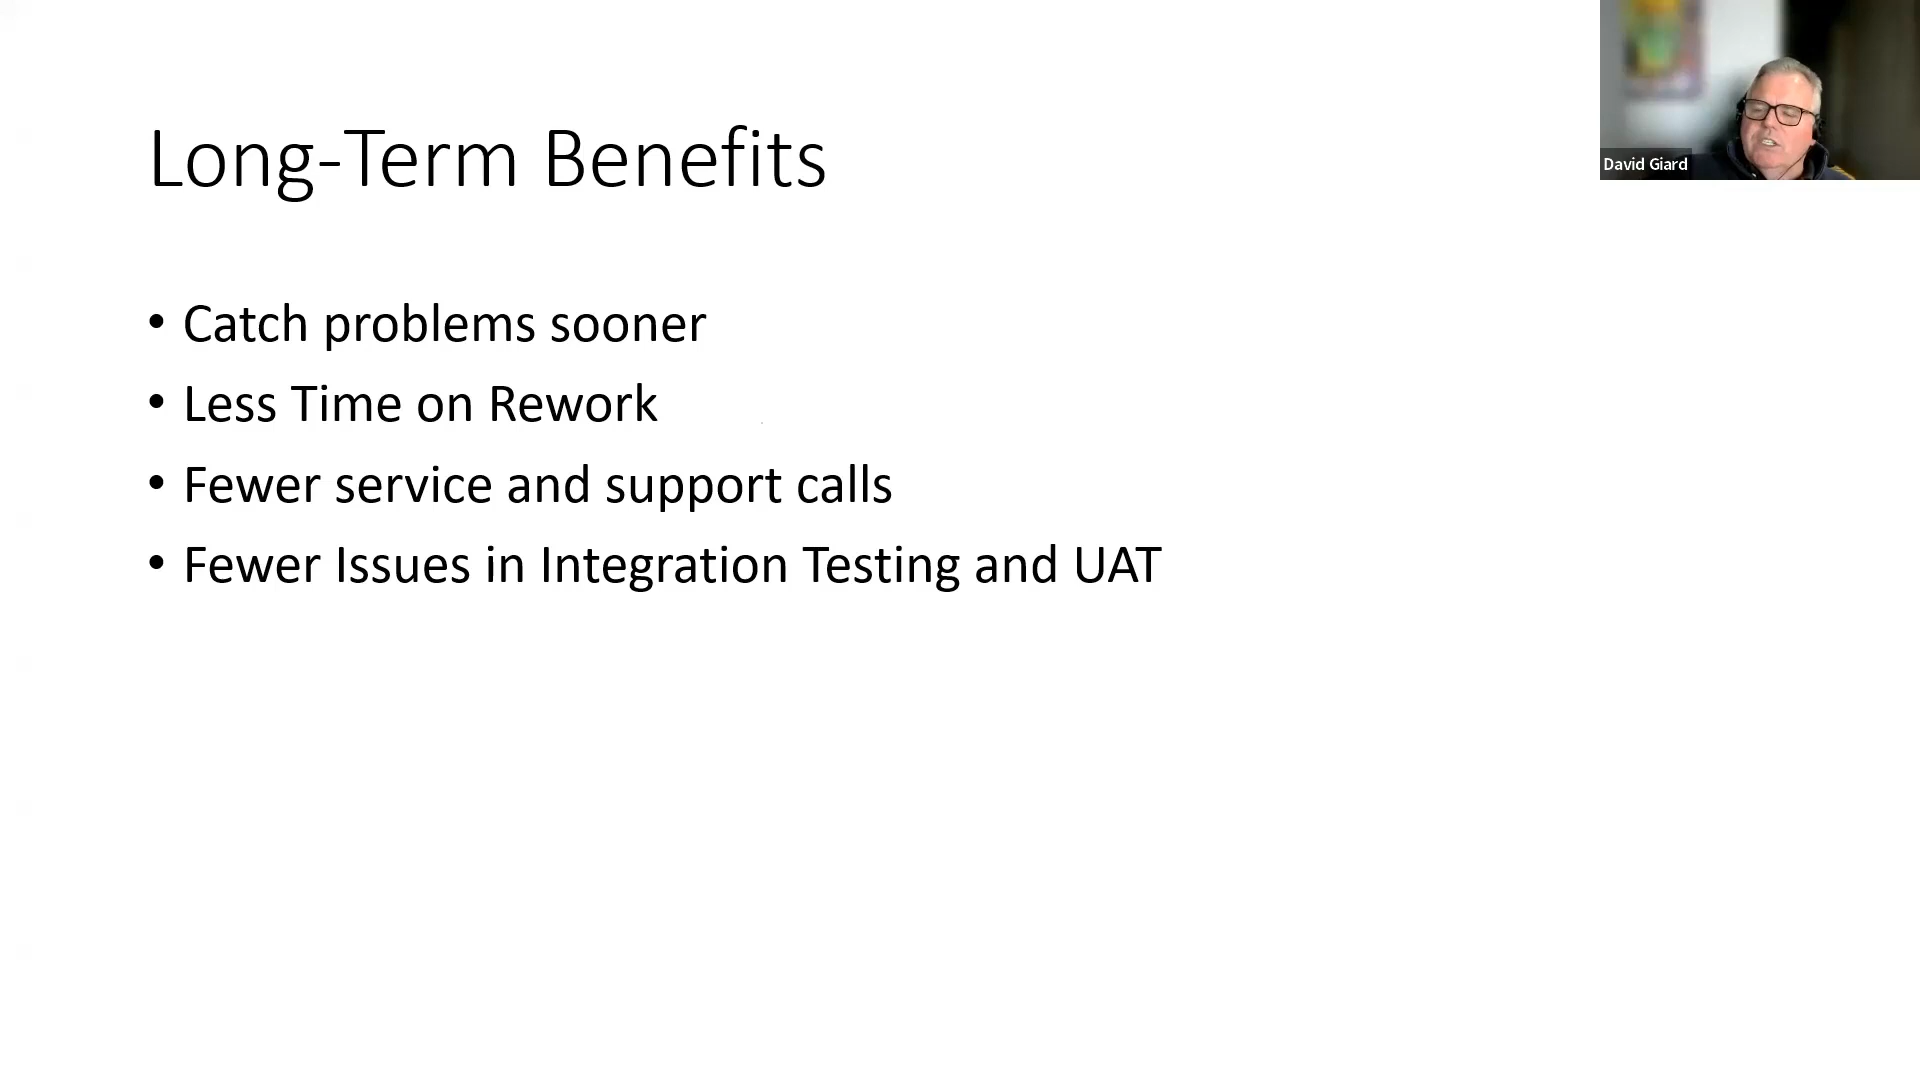 Long-Term Benefits
• Catch problems sooner
• Less Time on Rework
• Fewer service and support calls
• Fewer Issues in Integration Testing and UAT
David Giard